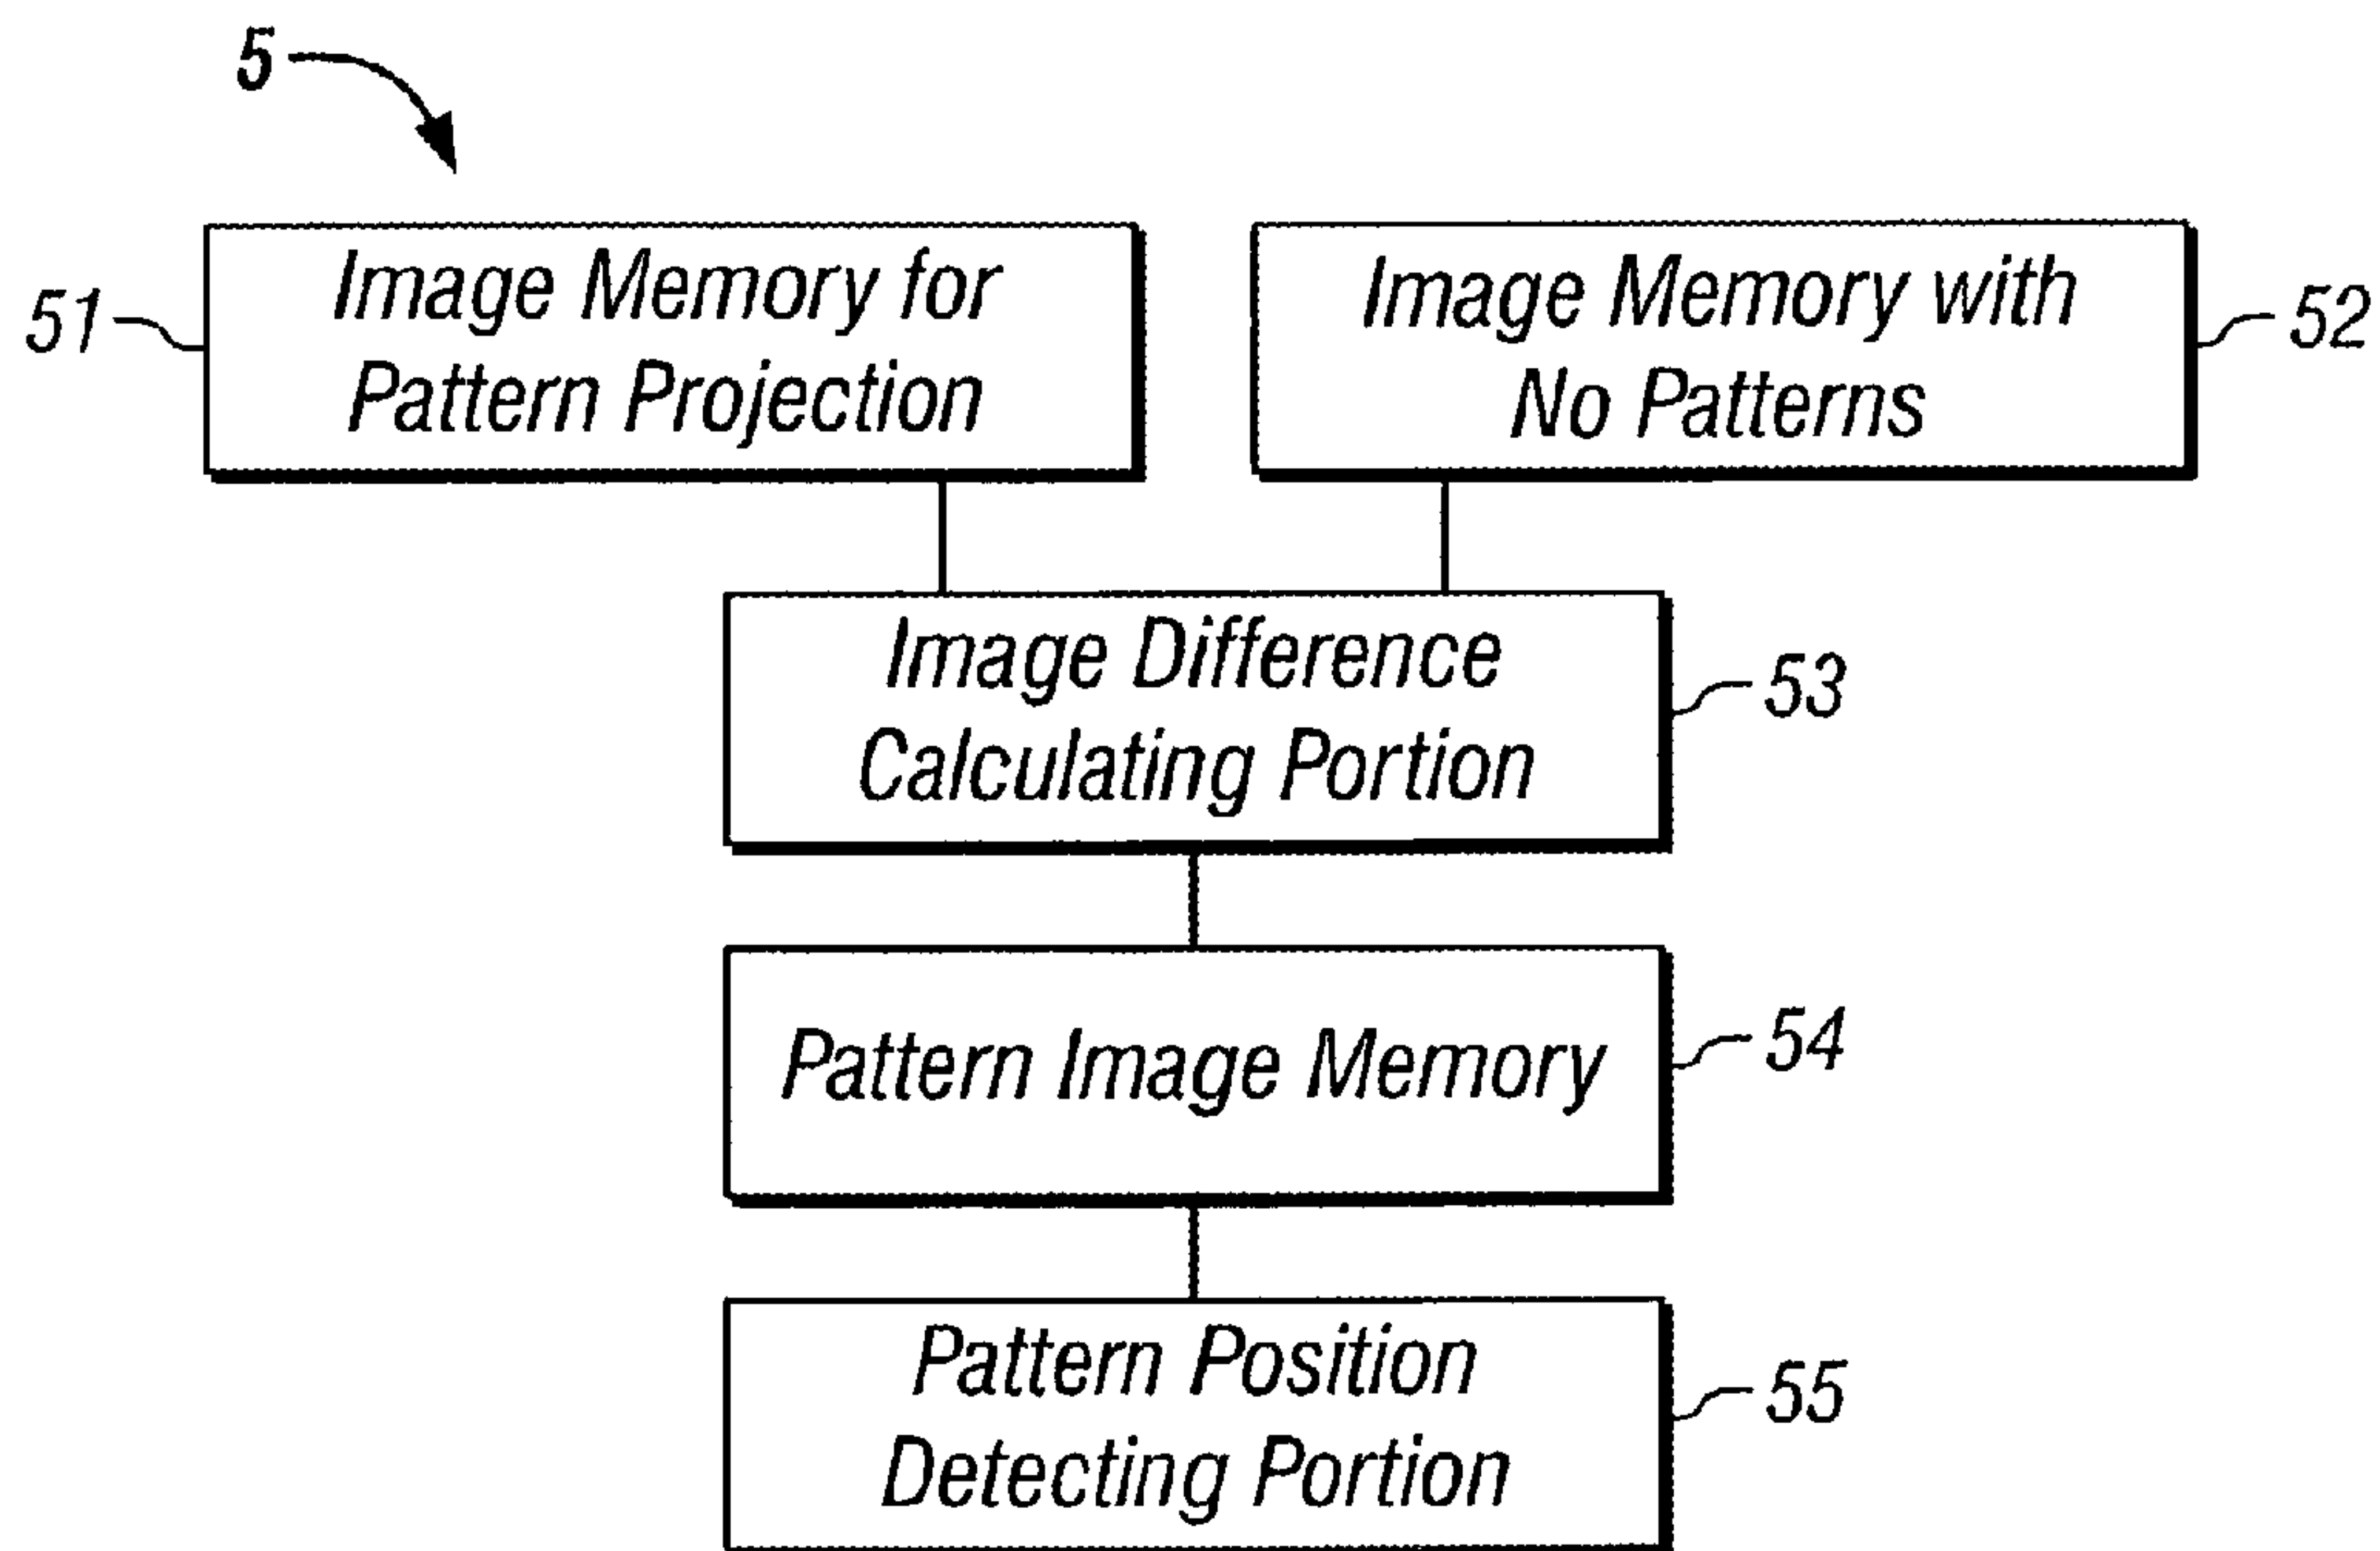 5
51
Image Memory for
Pattern Projection
Image Memory with
No Patterns
52
Image Difference
Calculating Portion
53
Pattern Image Memory
54
Pattern Position
Detecting Portion
55